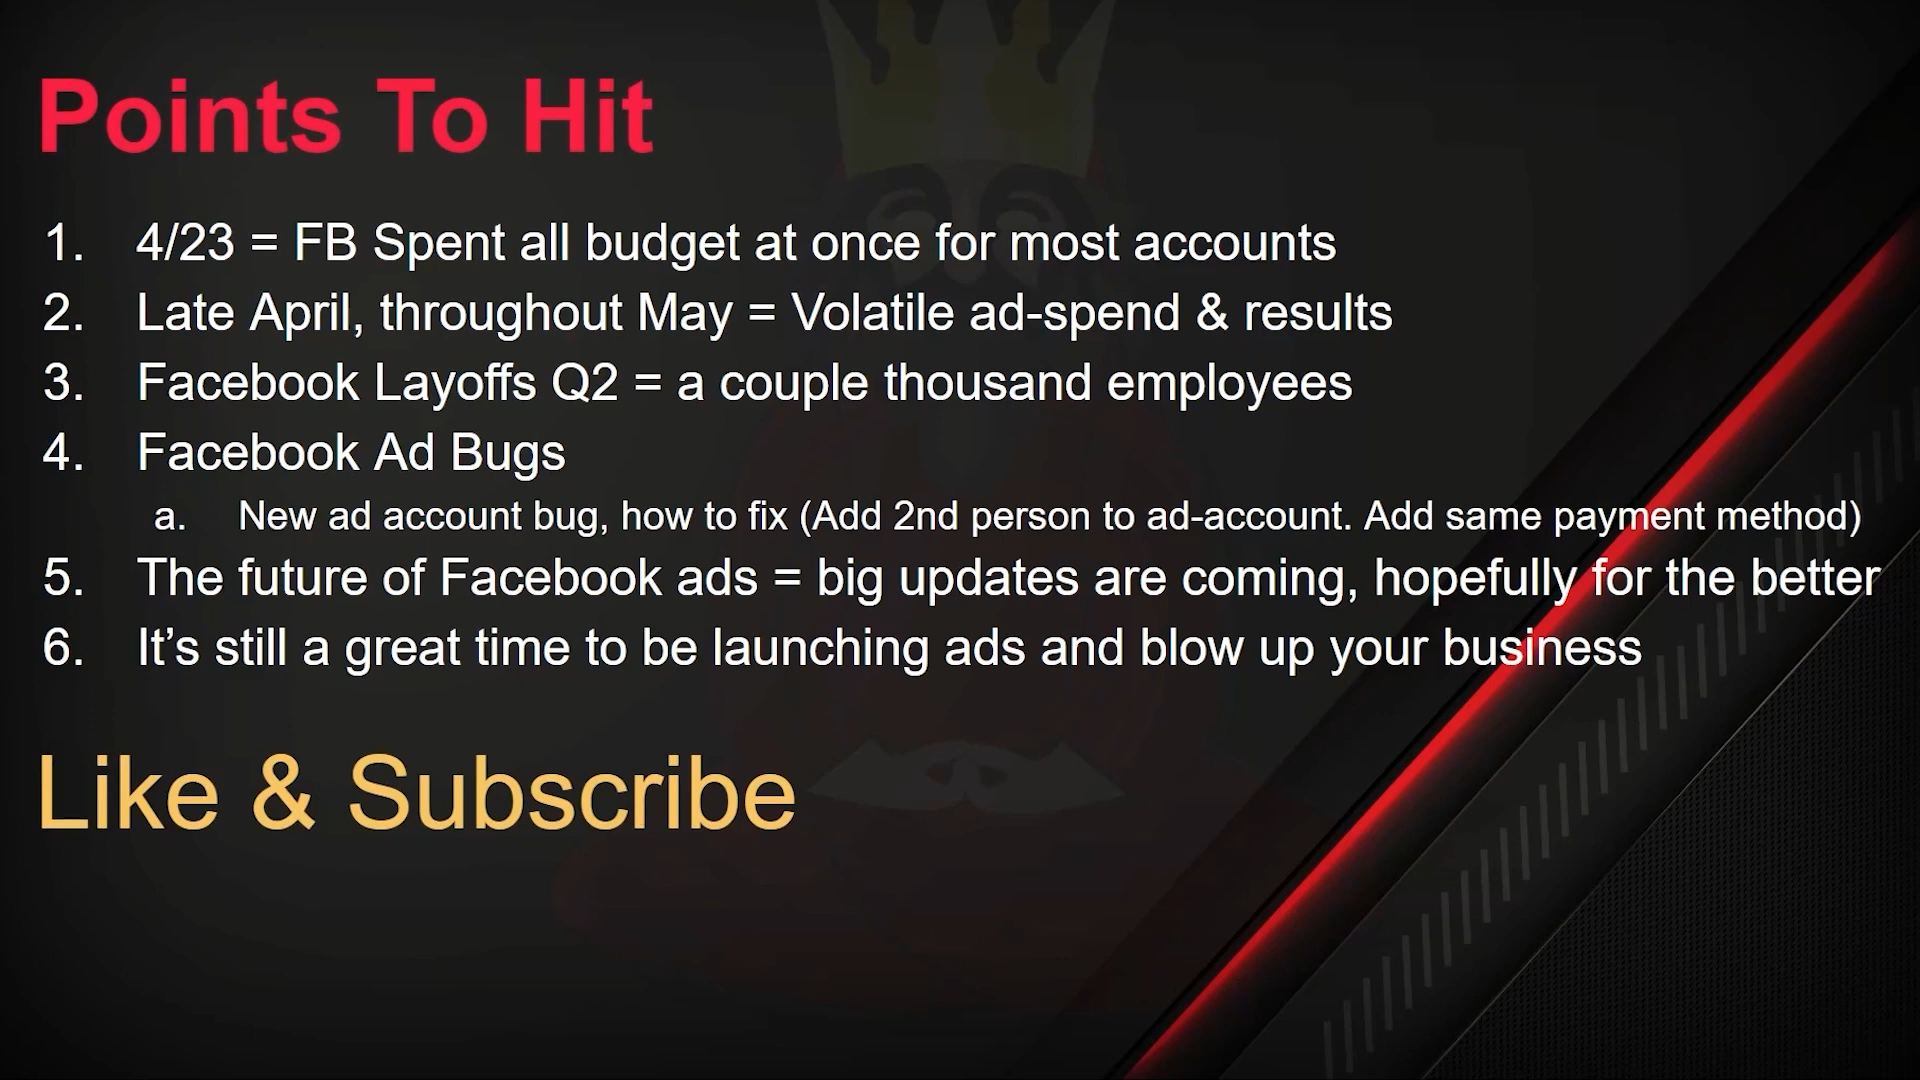 Points To Hit
1. 4/23 = FB Spent all budget at once for most accounts
2. Late April, throughout May = Volatile ad-spend & results
3. Facebook Layoffs Q2 = a couple thousand employees
4. Facebook Ad Bugs
a. New ad account bug, how to fix (Add 2nd person to ad-account. Add same payment method)
5. The future of Facebook ads = big updates are coming, hopefully for the better
6. It’s still a great time to be launching ads and blow up your business
Like & Subscribe